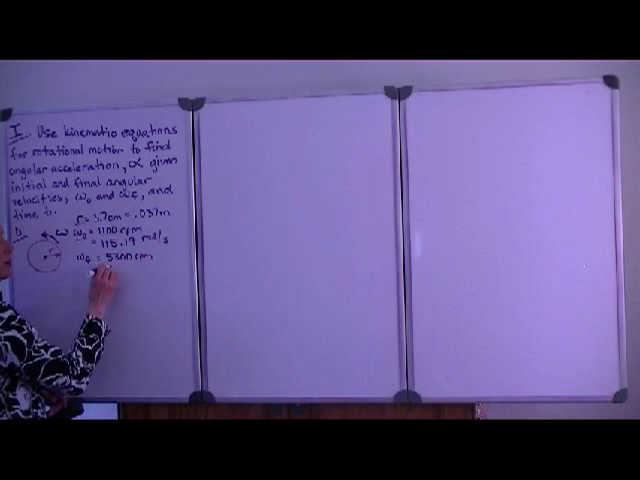 I. Use kinematic equations
for rotational motion to find
angular acceleration, α given
initial and final angular
velocities, ω₀ and ωf, and
time, t.
D. r = 3.7cm = .037m
ω ω₀ = 1100 rpm
r = 115.19 rad/s
ωf = 5300 rpm